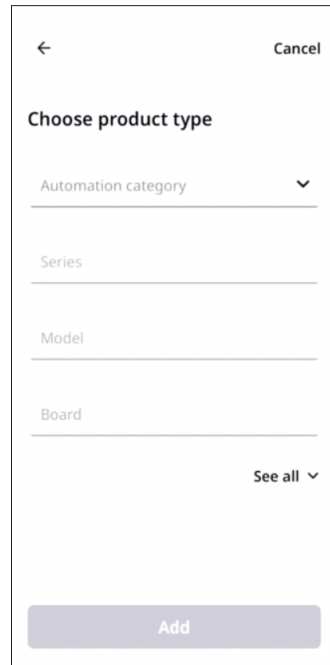 Cancel
Choose product type
Automation category
Series
Model
Board
See all
Add